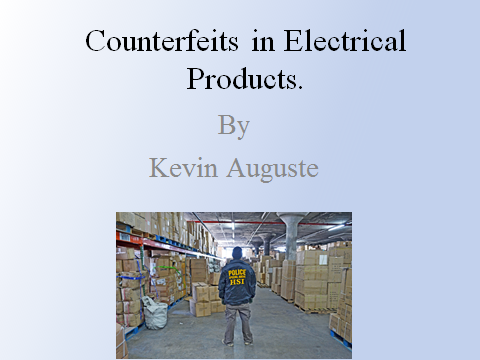 Counterfeits in Electrical
Products.
By
Kevin Auguste
POLICE
HSI